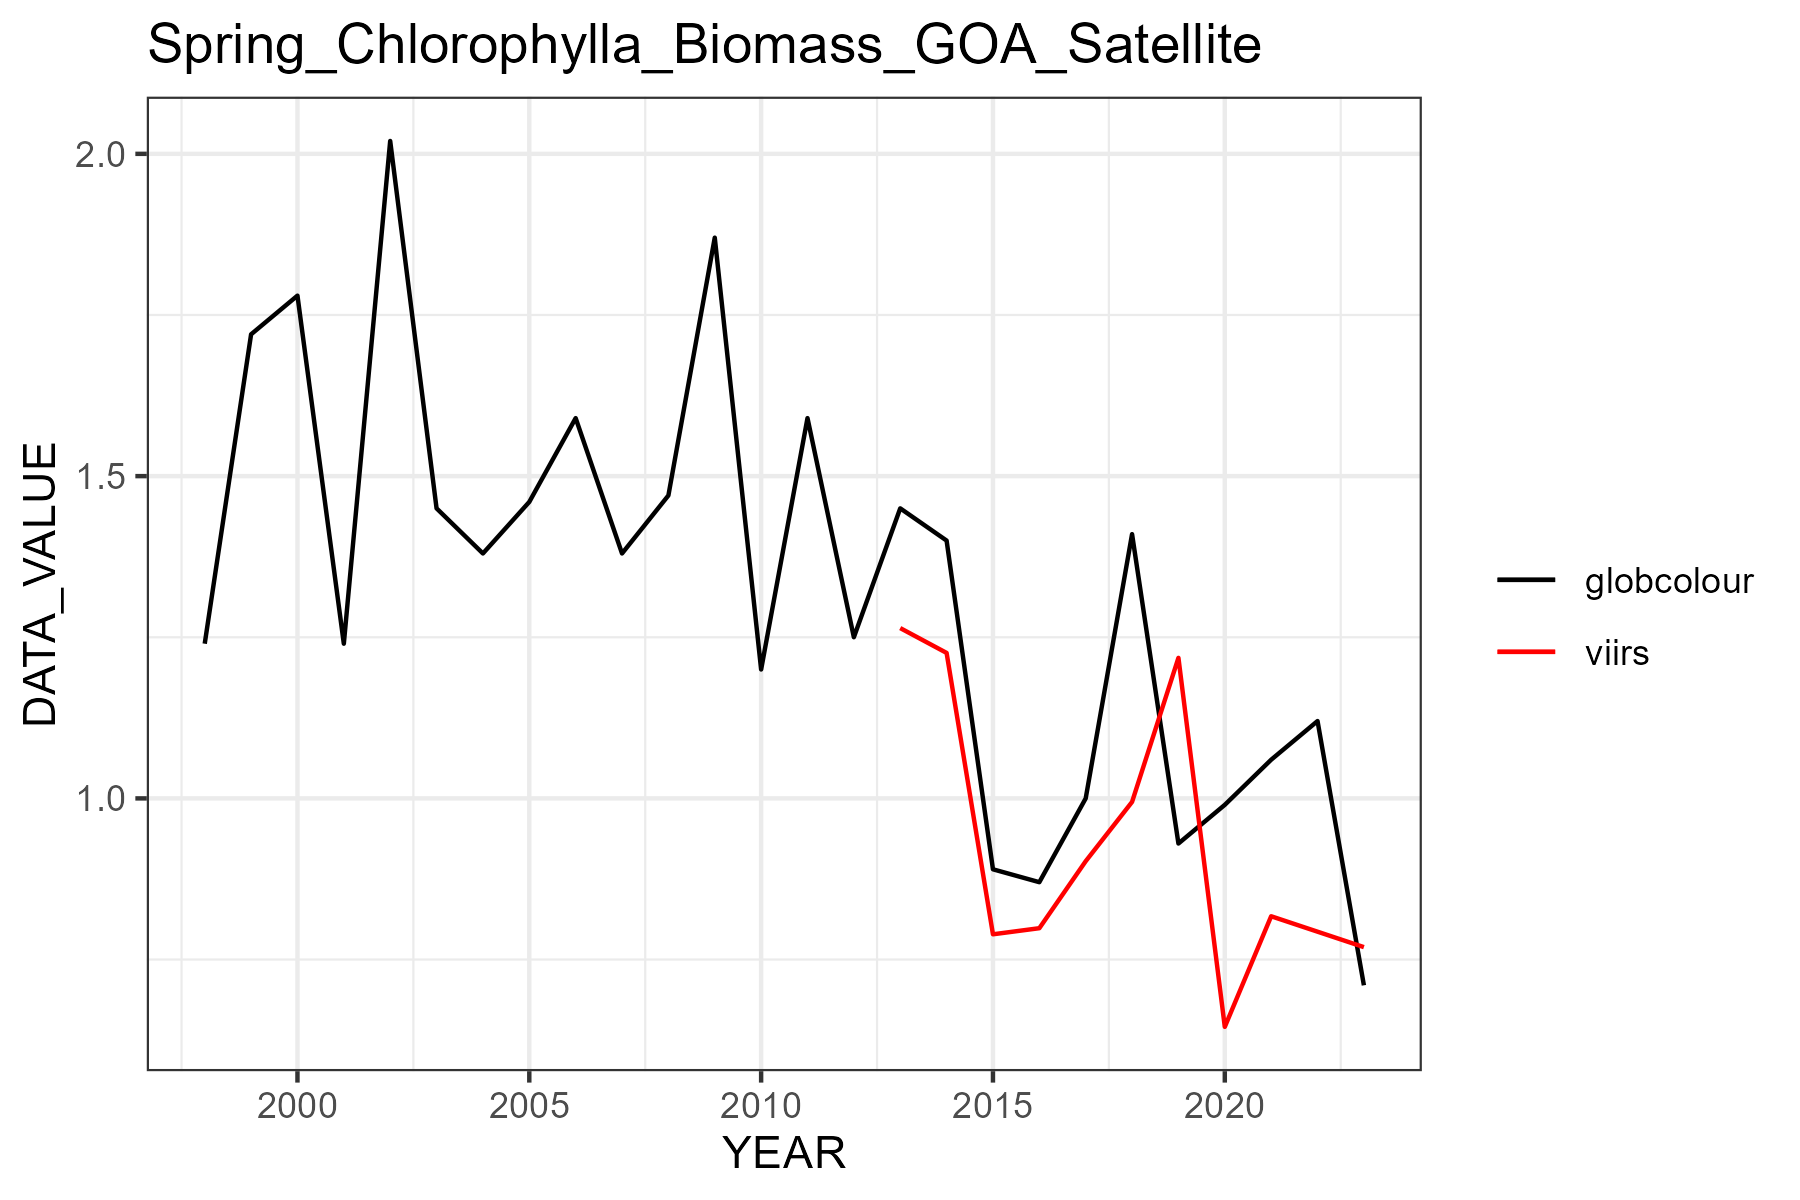 Spring_Chlorophylla_Biomass_GOA_Satellite
DATA_VALUE
2.0
1.5
1.0
2000 2005 2010 2015 2020
YEAR
globcolour
viirs